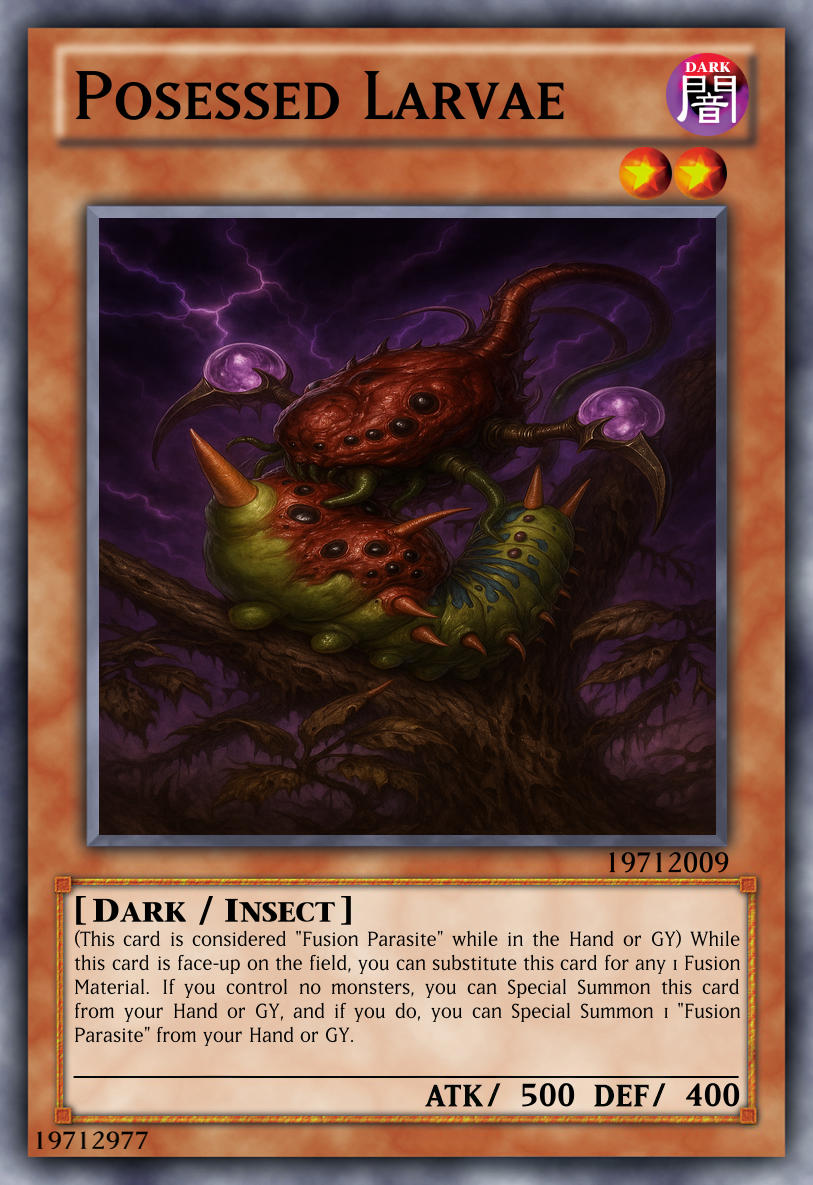 Posessed Larvae
DARK
闇
19712009
[ Dark / Insect ]
(This card is considered "Fusion Parasite" while in the Hand or GY) While
this card is face-up on the field, you can substitute this card for any 1 Fusion
Material. If you control no monsters, you can Special Summon this card
from your Hand or GY, and if you do, you can Special Summon 1 "Fusion
Parasite" from your Hand or GY.
ATK/ 500 DEF/ 400
19712977